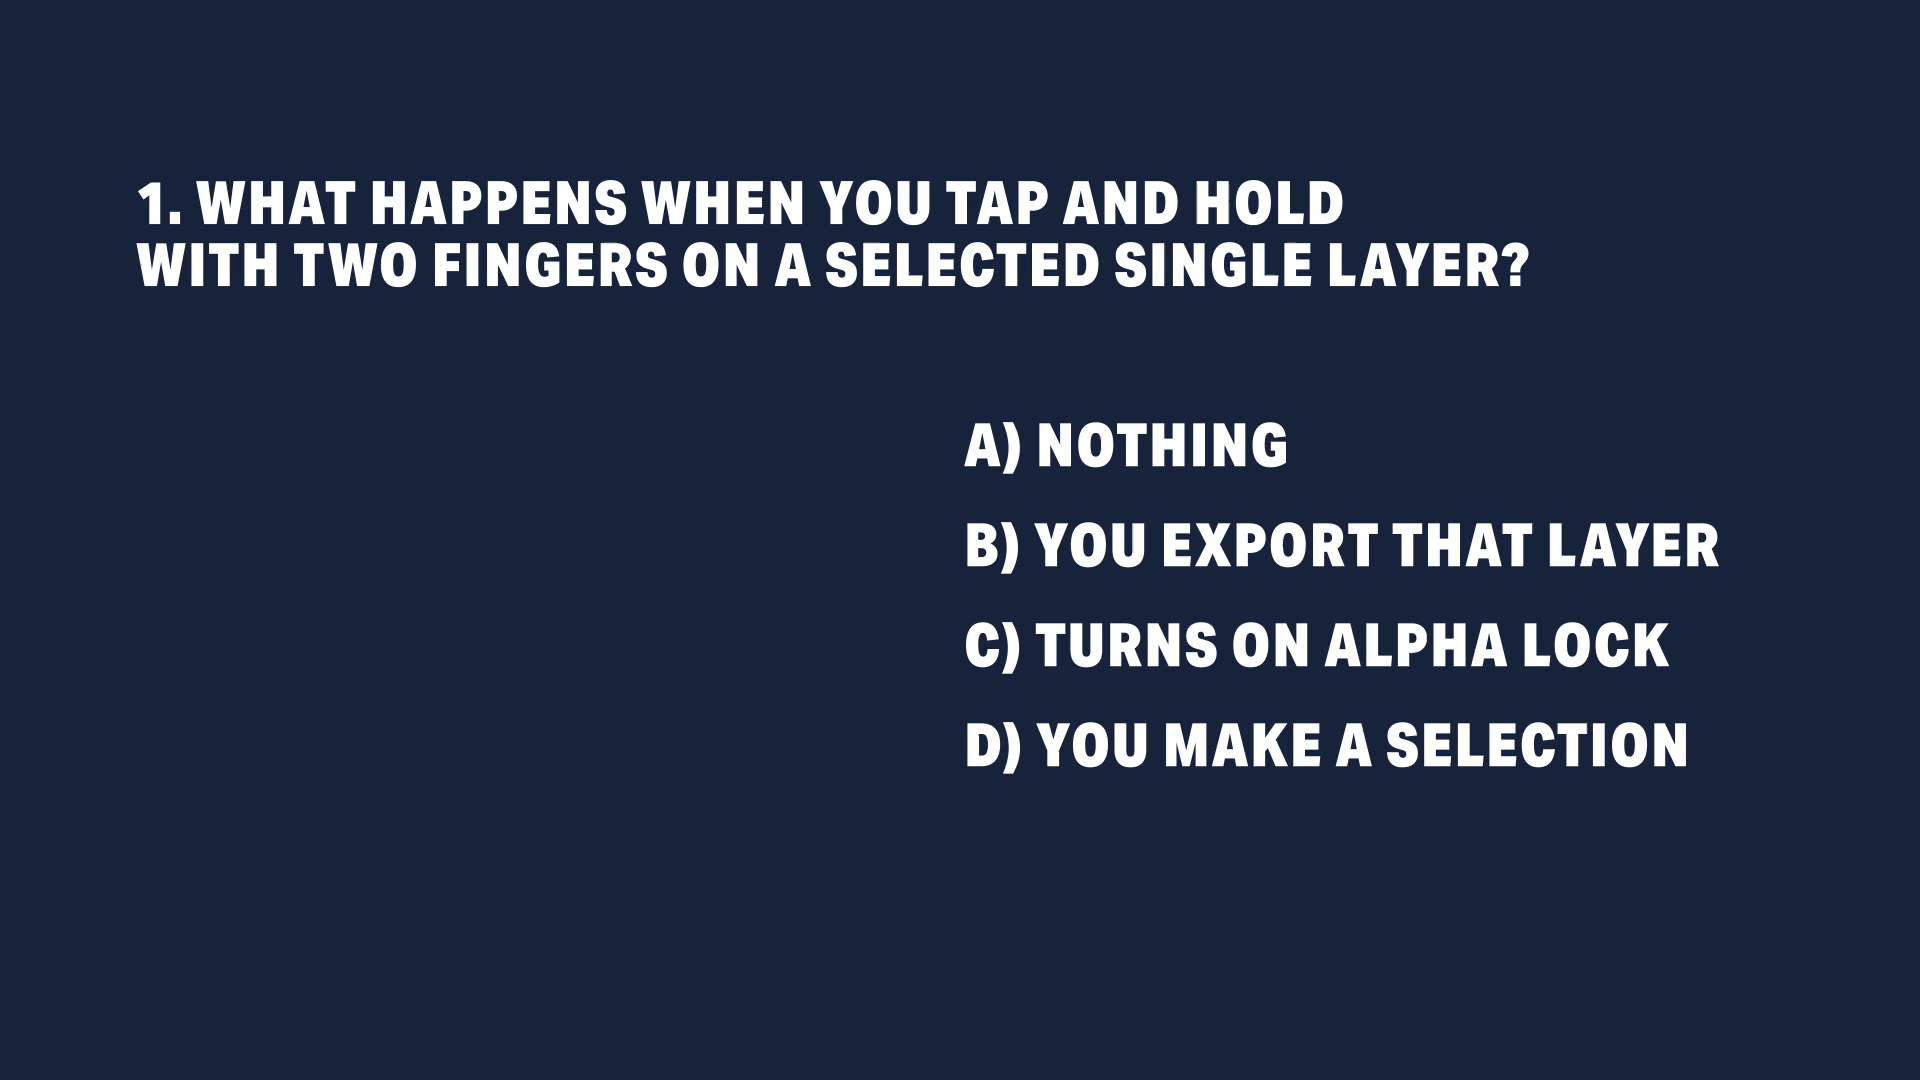 1. WHAT HAPPENS WHEN YOU TAP AND HOLD
WITH TWO FINGERS ON A SELECTED SINGLE LAYER?
A) NOTHING
B) YOU EXPORT THAT LAYER
C) TURNS ON ALPHA LOCK
D) YOU MAKE A SELECTION